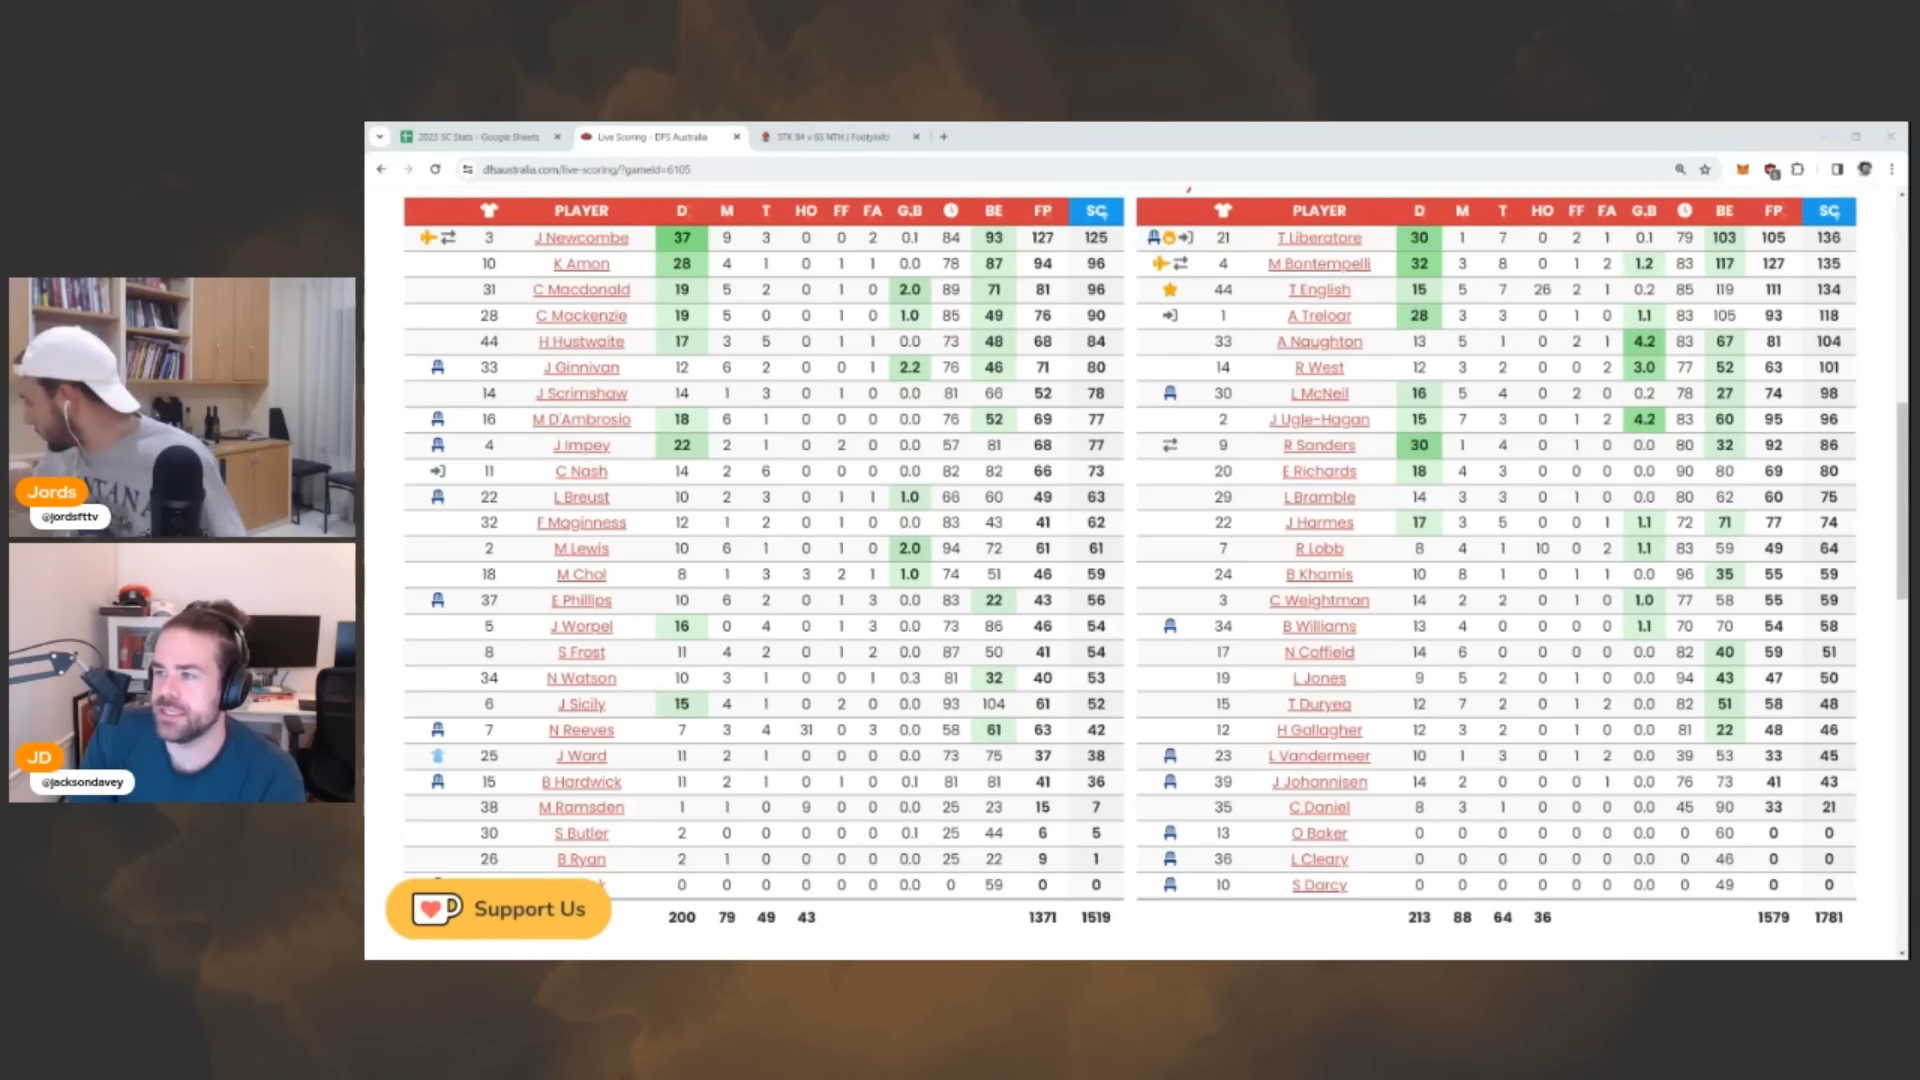 2023 SC Stats - Google Sheets
Live Scoring - DFS Australia
STK 84 v 65 NTH | FootyInfo
dfsaustralia.com/live-scoring/?gameId=6105
PLAYER D M T HO FF FA G.B BE FP SC
3 J Newcombe 37 9 3 0 0 2 0.1 84 93 127 125
10 K Amon 28 4 1 0 1 1 0.0 78 87 94 96
31 C Macdonald 19 5 2 0 1 0 2.0 89 71 81 96
28 C Mackenzie 19 5 0 0 1 0 1.0 85 49 76 90
44 H Hustwaite 17 3 5 0 1 1 0.0 73 48 68 84
33 J Ginnivan 12 6 2 0 0 1 2.2 76 46 71 80
14 J Scrimshaw 14 1 3 0 1 0 0.0 81 66 52 78
16 M D'Ambrosio 18 6 1 0 0 0 0.0 76 52 69 77
4 J Impey 22 2 1 0 2 0 0.0 57 81 68 77
11 C Nash 14 2 6 0 0 0 0.0 82 82 66 73
22 L Breust 10 2 3 0 1 1 1.0 66 60 49 63
32 F Maginness 12 1 2 0 1 0 0.0 83 43 41 62
2 M Lewis 10 6 1 0 1 0 2.0 94 72 61 61
18 M Chol 8 1 3 3 2 1 1.0 74 51 46 59
37 E Phillips 10 6 2 0 1 3 0.0 83 22 43 56
5 J Worpel 16 0 4 0 1 3 0.0 73 86 46 54
8 S Frost 11 4 2 0 1 2 0.0 87 50 41 54
34 N Watson 10 3 1 0 0 1 0.3 81 32 40 53
6 J Sicily 15 4 1 0 2 0 0.0 93 104 61 52
7 N Reeves 7 3 4 31 0 3 0.0 58 61 63 42
25 J Ward 11 2 1 0 0 0 0.0 73 75 37 38
15 B Hardwick 11 2 1 0 1 0 0.1 81 81 41 36
38 M Ramsden 1 1 0 9 0 0 0.0 25 23 15 7
30 S Butler 2 0 0 0 0 0 0.1 25 44 6 5
26 B Ryan 2 1 0 0 0 0 0.0 25 22 9 1
0 0 0 0 0 0 0.0 0 59 0 0
200 79 49 43 1371 1519
PLAYER D M T HO FF FA G.B BE FP SC
21 T Liberatore 30 1 7 0 2 1 0.1 79 103 105 136
4 M Bontempelli 32 3 8 0 1 2 1.2 83 117 127 135
44 T English 15 5 7 26 2 1 0.2 85 119 111 134
1 A Treloar 28 3 3 0 1 0 1.1 83 105 93 118
33 A Naughton 13 5 1 0 2 1 4.2 83 67 81 104
14 R West 12 3 2 0 0 2 3.0 77 52 63 101
30 L McNeil 16 5 4 0 2 0 0.2 78 27 74 98
2 J Ugle-Hagan 15 7 3 0 1 2 4.2 83 60 95 96
9 R Sanders 30 1 4 0 1 0 0.0 80 32 92 86
20 E Richards 18 4 3 0 0 0 0.0 90 80 69 80
29 L Bramble 14 3 3 0 1 0 0.0 80 62 60 75
22 J Harmes 17 3 5 0 0 1 1.1 72 71 77 74
7 R Lobb 8 4 1 10 0 2 1.1 83 59 49 64
24 B Khamis 10 8 1 0 1 1 0.0 96 35 55 59
3 C Weightman 14 2 2 0 1 0 1.0 77 58 55 59
34 B Williams 13 4 0 0 0 0 1.1 70 70 54 58
17 N Coffield 14 6 0 0 0 0 0.0 82 40 59 51
19 L Jones 9 5 2 0 1 0 0.0 94 43 47 50
15 T Duryea 12 7 2 0 1 2 0.0 82 51 58 48
12 H Gallagher 12 3 2 0 1 0 0.0 81 22 48 46
23 L Vandermeer 10 1 3 0 1 2 0.0 39 53 33 45
39 J Johannisen 14 2 0 0 0 1 0.0 76 73 41 43
35 C Daniel 8 3 1 0 0 0 0.0 45 90 33 21
13 O Baker 0 0 0 0 0 0 0.0 0 60 0 0
36 L Cleary 0 0 0 0 0 0 0.0 0 46 0 0
10 S Darcy 0 0 0 0 0 0 0.0 0 49 0 0
213 88 64 36 1579 1781
Support Us
Jords
@jordsfttv
JD
@jacksondavey